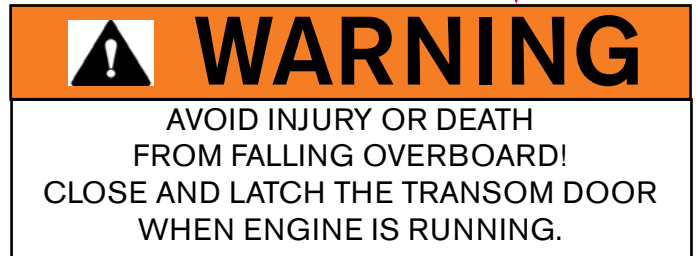 WARNING
AVOID INJURY OR DEATH
FROM FALLING OVERBOARD!
CLOSE AND LATCH THE TRANSOM DOOR
WHEN ENGINE IS RUNNING.